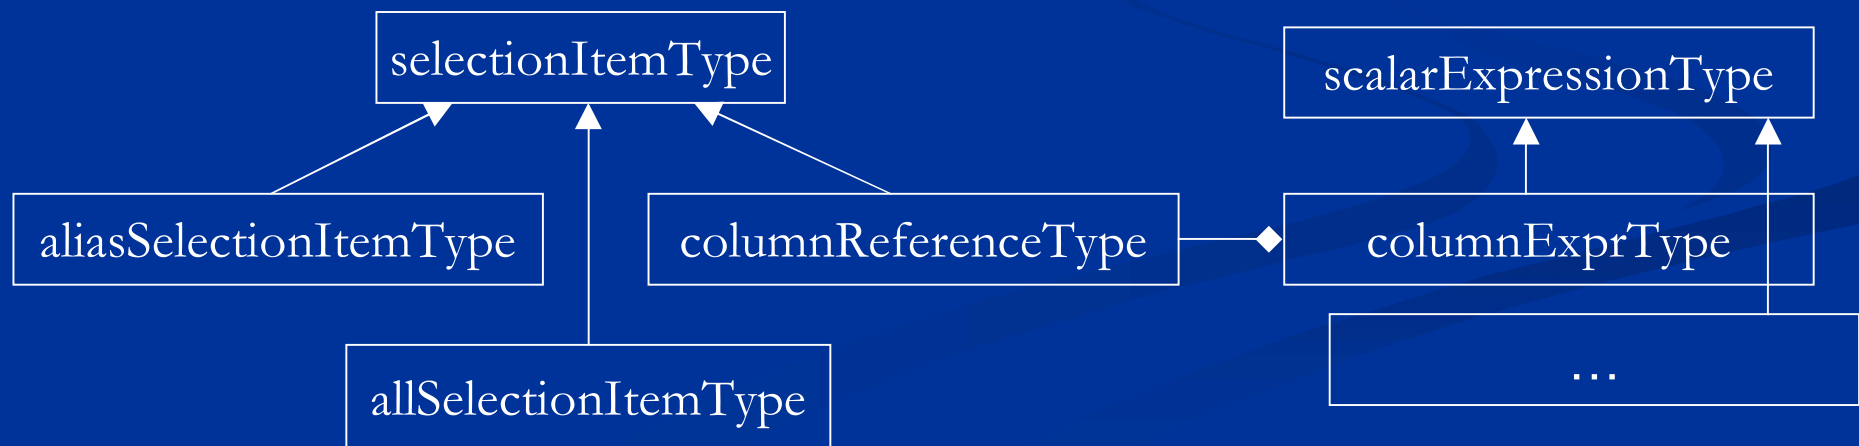 selectionItemType
scalarExpressionType
aliasSelectionItemType
columnReferenceType
columnExprType
allSelectionItemType
...